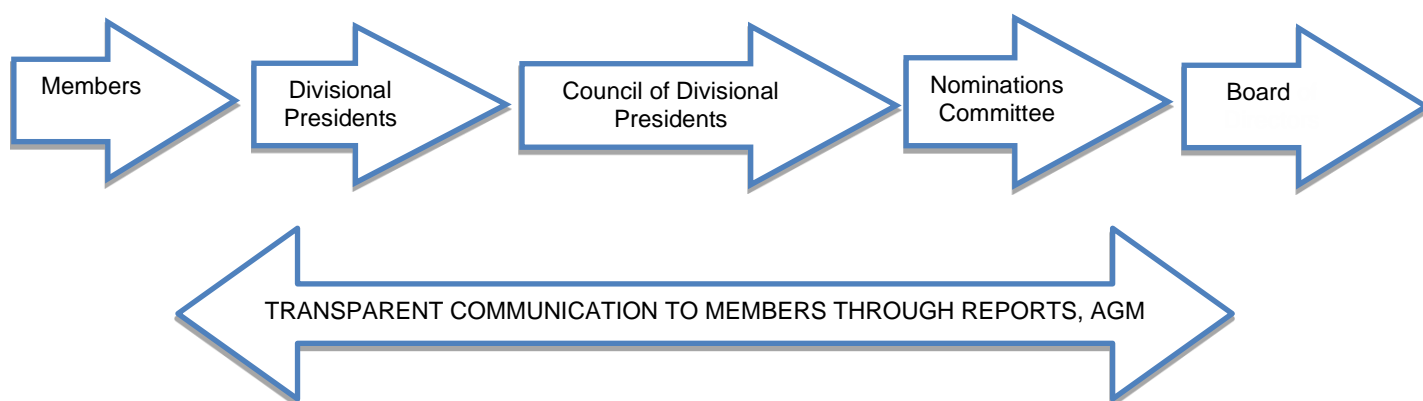 Members
Divisional
Presidents
Council of Divisional
Presidents
Nominations
Committee
Board
TRANSPARENT COMMUNICATION TO MEMBERS THROUGH REPORTS, AGM